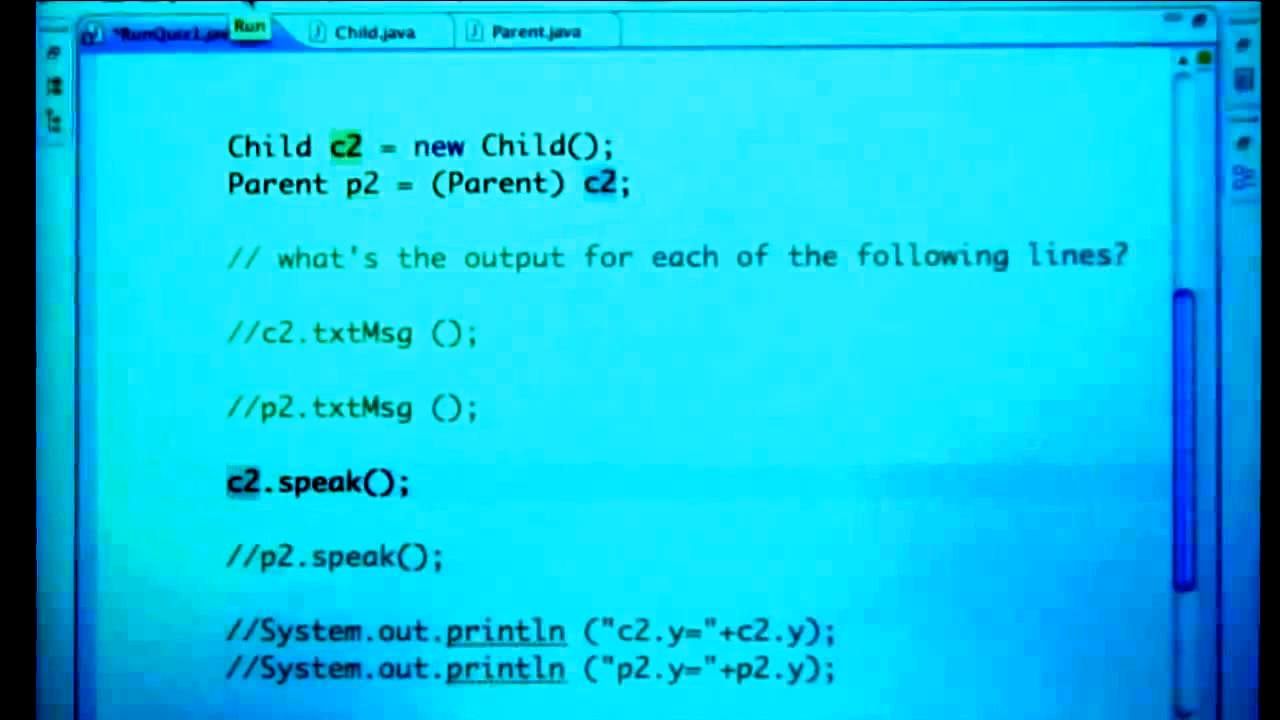 *RunQuiz1.jav Run Child.java Parent.java
Child c2 = new Child();
Parent p2 = (Parent) c2;
// what's the output for each of the following lines?
//c2.txtMsg ();
//p2.txtMsg ();
c2.speak();
//p2.speak();
//System.out.println ("c2.y="+c2.y);
//System.out.println ("p2.y="+p2.y);